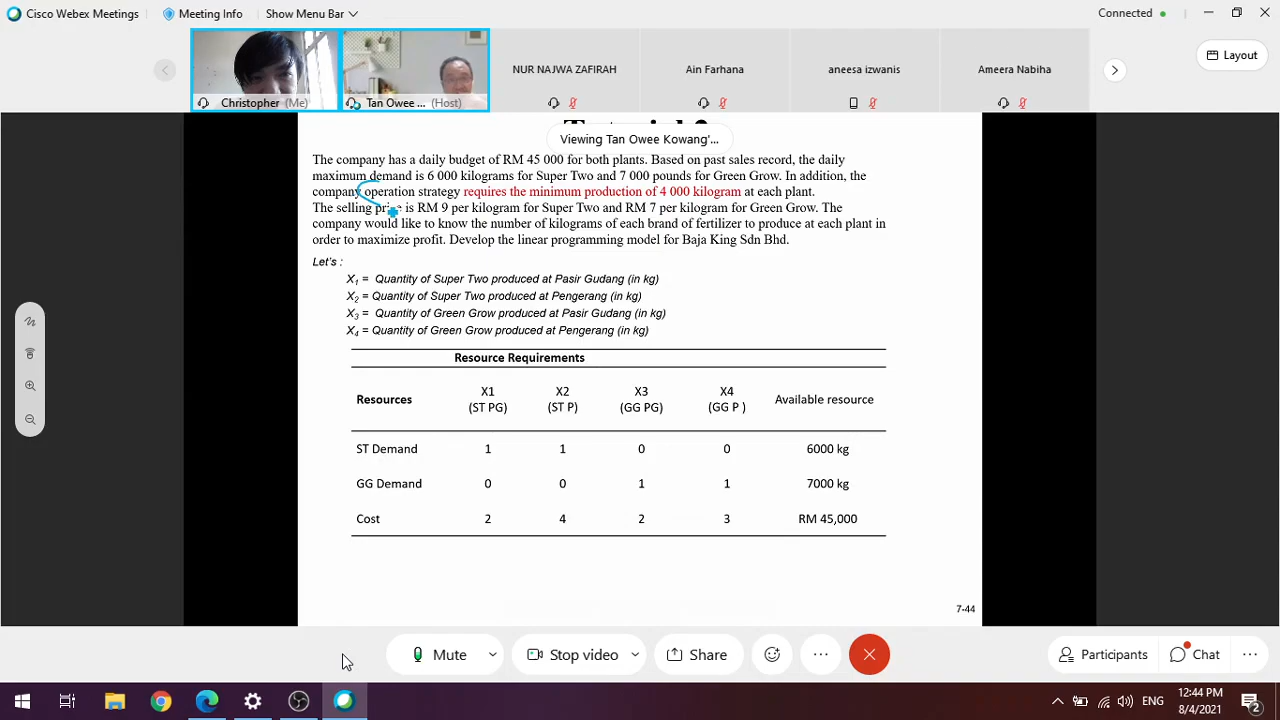 Cisco Webex Meetings
Meeting Info
Show Menu Bar
Connected
Christopher (Me)
Tan Owee ... (Host)
NUR NAJWA ZAFIRAH
Ain Farhana
aneesa izwanis
Ameera Nabiha
Layout
Viewing Tan Owee Kowang'...
The company has a daily budget of RM 45 000 for both plants. Based on past sales record, the daily
maximum demand is 6 000 kilograms for Super Two and 7 000 pounds for Green Grow. In addition, the
company operation strategy requires the minimum production of 4 000 kilogram at each plant.
The selling price is RM 9 per kilogram for Super Two and RM 7 per kilogram for Green Grow. The
company would like to know the number of kilograms of each brand of fertilizer to produce at each plant in
order to maximize profit. Develop the linear programming model for Baja King Sdn Bhd.
Let's :
X1 = Quantity of Super Two produced at Pasir Gudang (in kg)
X2 = Quantity of Super Two produced at Pengerang (in kg)
X3 = Quantity of Green Grow produced at Pasir Gudang (in kg)
X4 = Quantity of Green Grow produced at Pengerang (in kg)
Resource Requirements
Resources X1 (ST PG) X2 (ST P) X3 (GG PG) X4 (GG P ) Available resource
ST Demand 1 1 0 0 6000 kg
GG Demand 0 0 1 1 7000 kg
Cost 2 4 2 3 RM 45,000
7-44
Mute
Stop video
Share
Participants
Chat
ENG
12:44 PM
8/4/2021
2